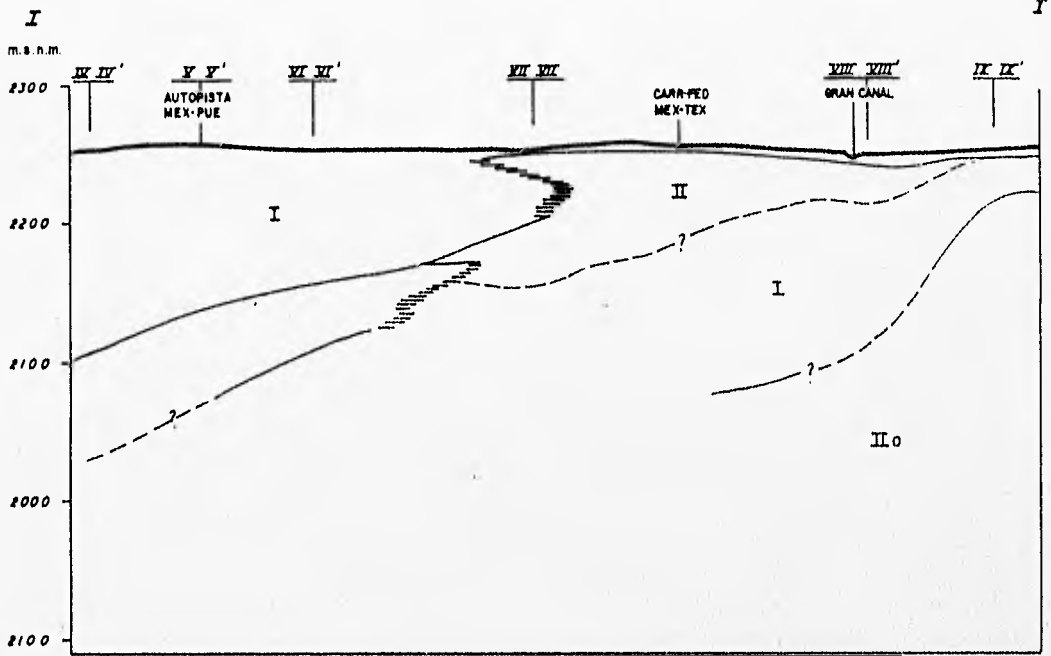 I I'
m.s.n.m.
IV IV' V V' VI VI' VII VII' VIII VIII' IX IX'
2300
AUTOPISTA CARR-FED GRAN CANAL
MEX-PUE MEX-TEX
I II
2200
?
I
2100
?
?
II a
2000
2100